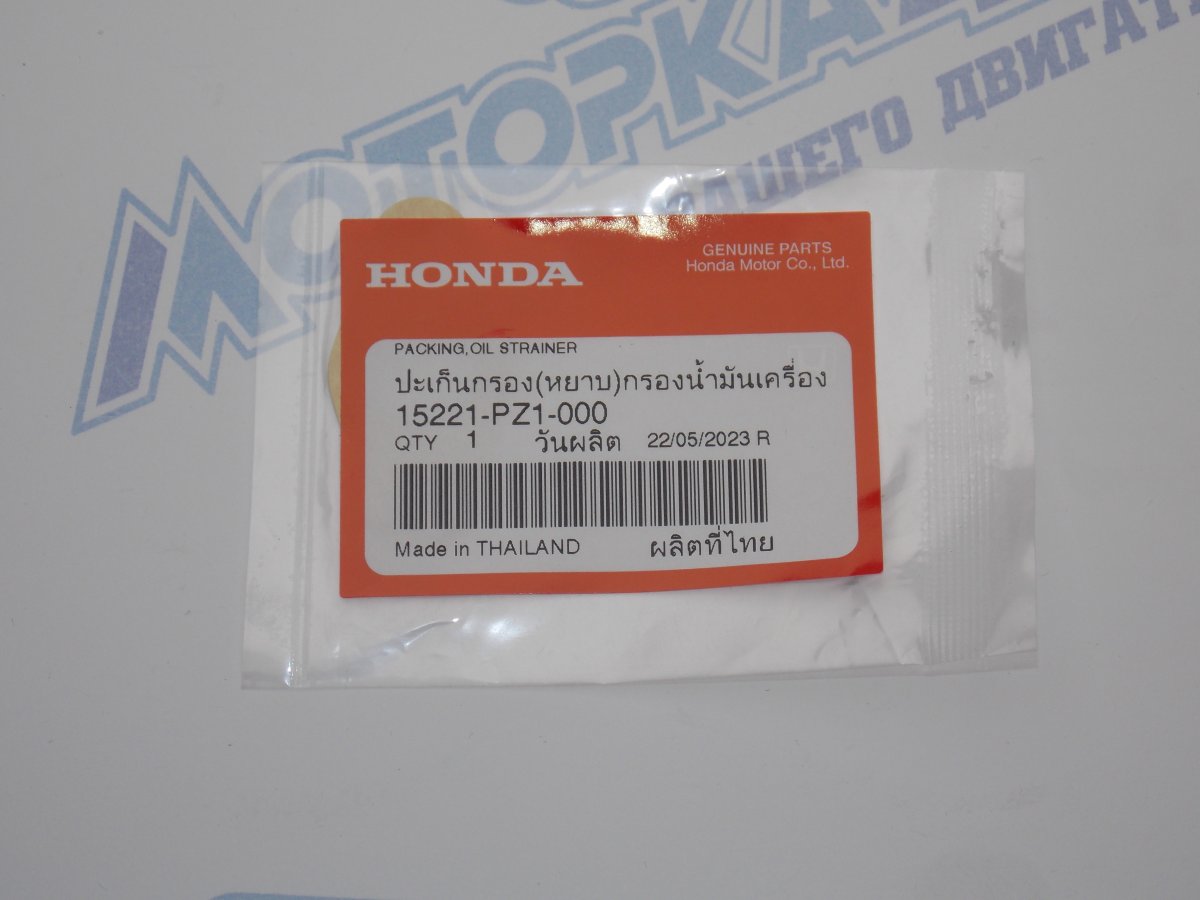 МОТОРКА
ВАШЕГО ДВИГАТ
HONDA
GENUINE PARTS
Honda Motor Co., Ltd.
PACKING,OIL STRAINER
ปะเก็นกรอง(หยาบ)กรองน้ำมันเครื่อง
15221-PZ1-000
QTY 1 วันผลิต 22/05/2023 R
Made in THAILAND ผลิตที่ไทย